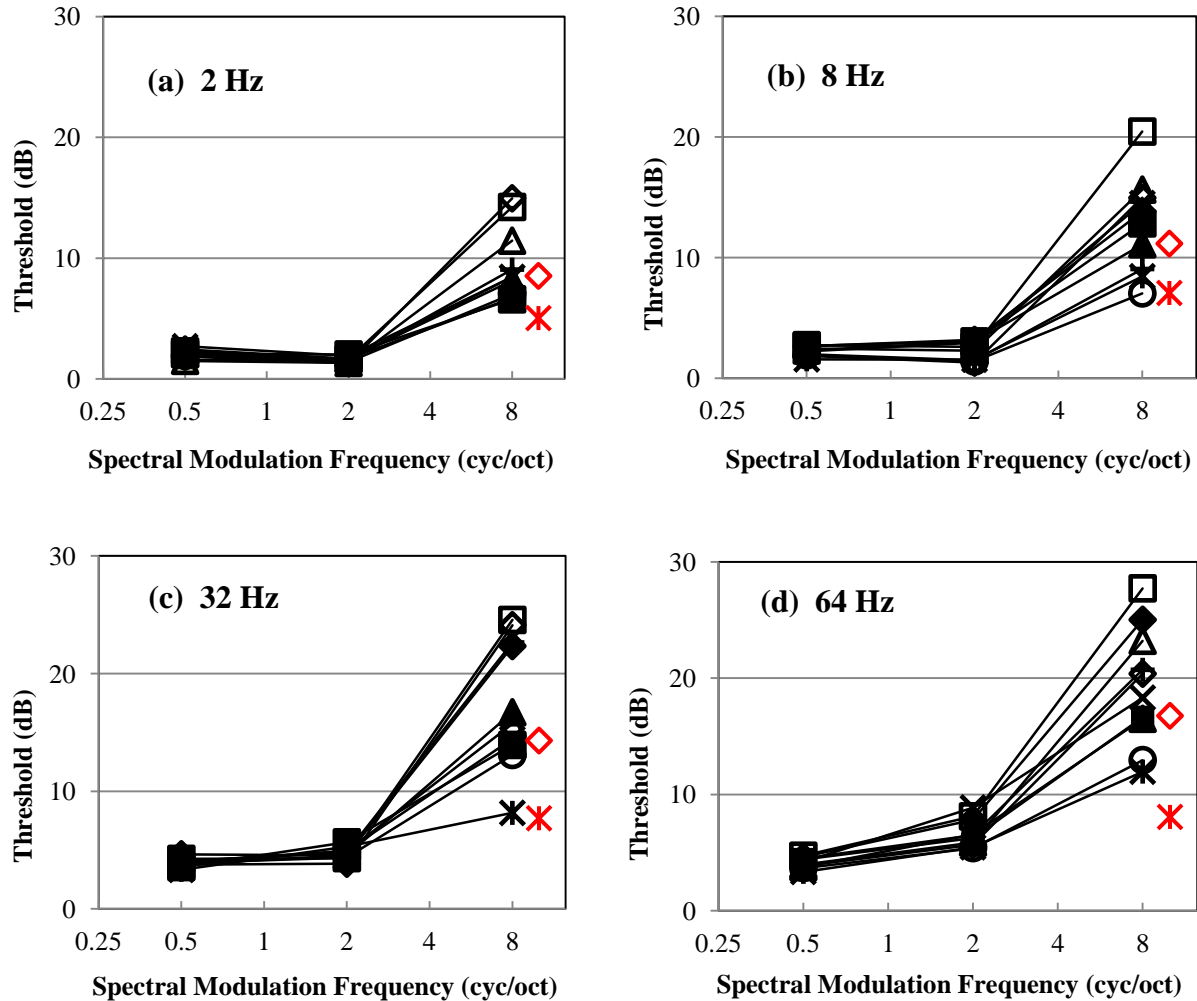 (a) 2 Hz
30
20
10
0
0.25 0.5 1 2 4 8
Threshold (dB)
Spectral Modulation Frequency (cyc/oct)
(b) 8 Hz
30
20
10
0
0.25 0.5 1 2 4 8
Threshold (dB)
Spectral Modulation Frequency (cyc/oct)
(c) 32 Hz
30
20
10
0
0.25 0.5 1 2 4 8
Threshold (dB)
Spectral Modulation Frequency (cyc/oct)
(d) 64 Hz
30
20
10
0
0.25 0.5 1 2 4 8
Threshold (dB)
Spectral Modulation Frequency (cyc/oct)